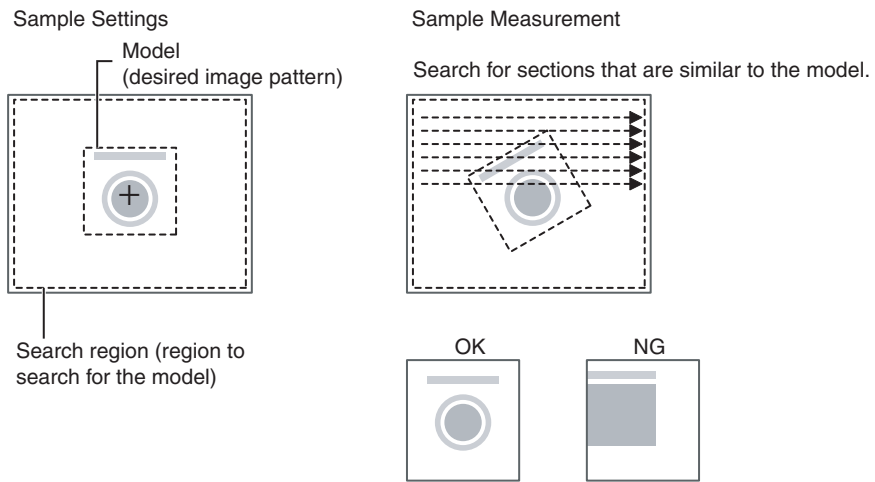 Sample Settings
Model
(desired image pattern)
Search region (region to
search for the model)
Sample Measurement
Search for sections that are similar to the model.
OK
NG